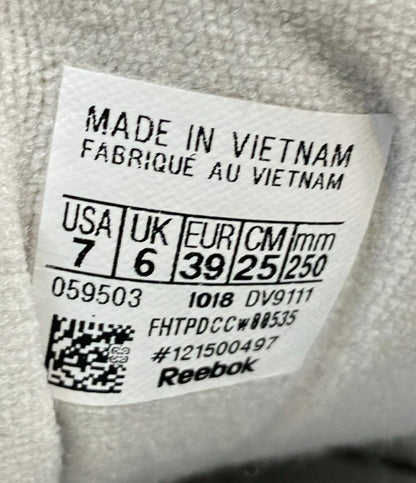 MADE IN VIETNAM
FABRIQUÉ AU VIETNAM
USA UK EUR CM mm
7 6 39 25 250
059503 1018 DV9111
FHTPDCCW00535
#121500497
Reebok